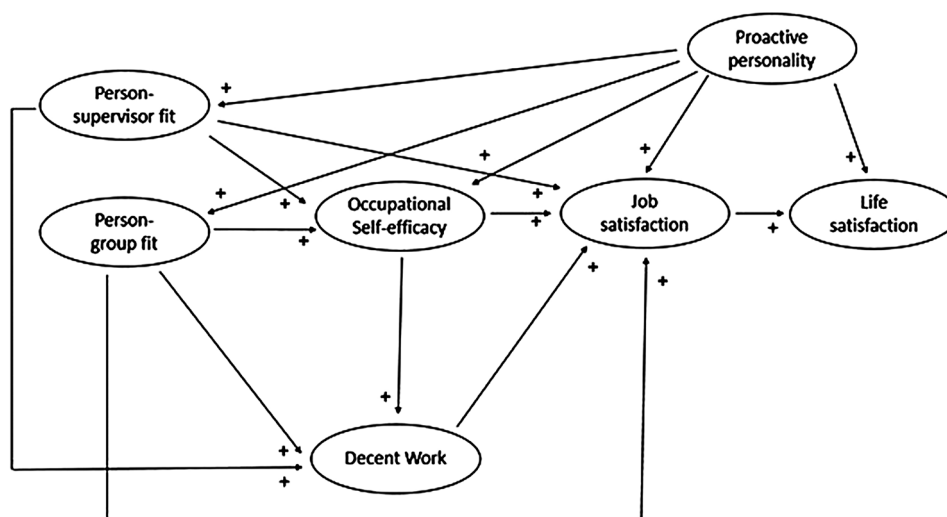 Proactive
personality
+
Person-
supervisor fit
+
+
+
+
+
+
Person-
group fit
+
Occupational
Self-efficacy
+
+
Job
satisfaction
+
Life
satisfaction
+
+
+
+
Decent Work
+